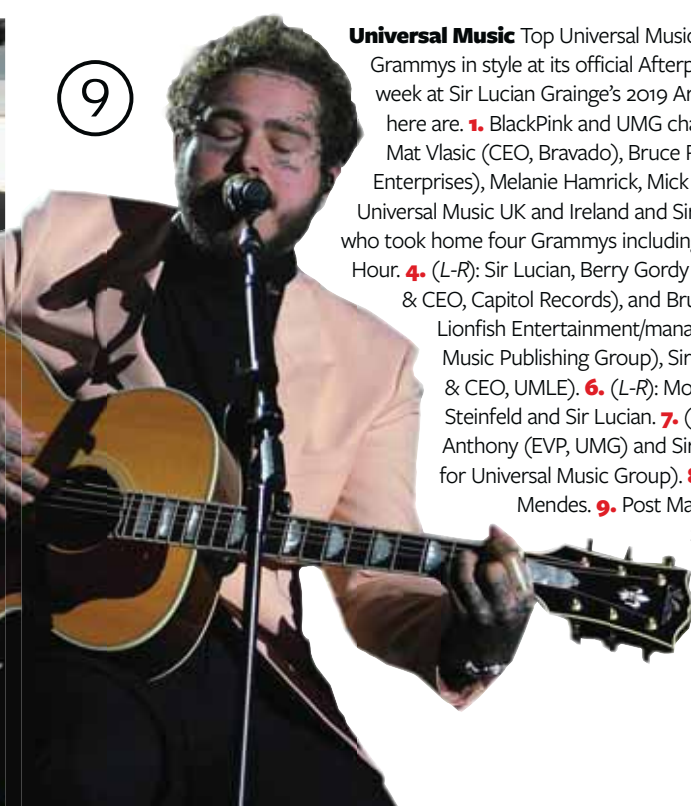 9
Universal Music Top Universal Music
Grammys in style at its official Afterp
week at Sir Lucian Grainge's 2019 Ar
here are. 1. BlackPink and UMG cha
Mat Vlasic (CEO, Bravado), Bruce R
Enterprises), Melanie Hamrick, Mick
Universal Music UK and Ireland and Sir
who took home four Grammys including
Hour. 4. (L-R): Sir Lucian, Berry Gordy
& CEO, Capitol Records), and Bru
Lionfish Entertainment/mana
Music Publishing Group), Sir
& CEO, UMLE). 6. (L-R): Mo
Steinfeld and Sir Lucian. 7. (
Anthony (EVP, UMG) and Sir
for Universal Music Group). 8
Mendes. 9. Post Ma